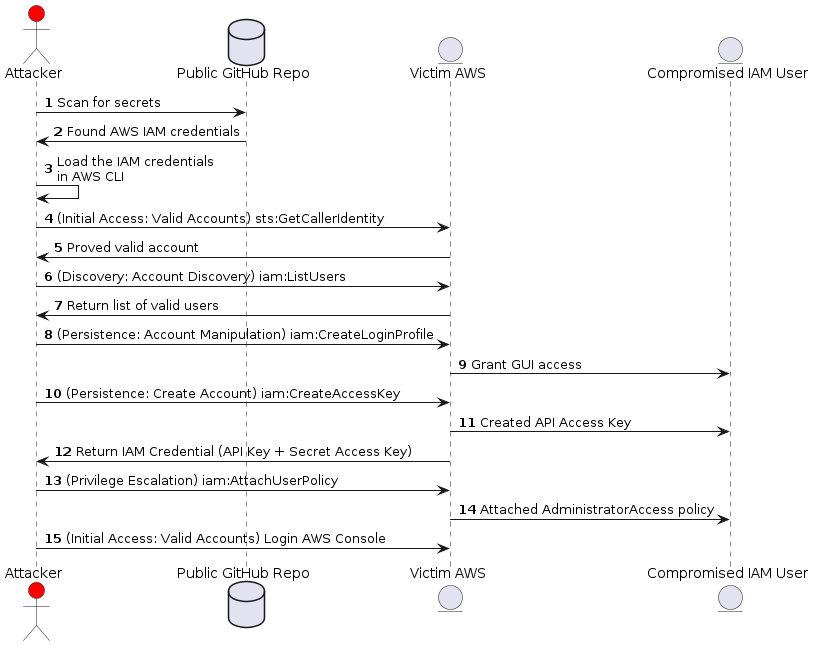 Attacker
Public GitHub Repo
Victim AWS
Compromised IAM User
1 Scan for secrets
2 Found AWS IAM credentials
3 Load the IAM credentials
in AWS CLI
4 (Initial Access: Valid Accounts) sts:GetCallerIdentity
5 Proved valid account
6 (Discovery: Account Discovery) iam:ListUsers
7 Return list of valid users
8 (Persistence: Account Manipulation) iam:CreateLoginProfile
9 Grant GUI access
10 (Persistence: Create Account) iam:CreateAccessKey
11 Created API Access Key
12 Return IAM Credential (API Key + Secret Access Key)
13 (Privilege Escalation) iam:AttachUserPolicy
14 Attached AdministratorAccess policy
15 (Initial Access: Valid Accounts) Login AWS Console
Attacker
Public GitHub Repo
Victim AWS
Compromised IAM User